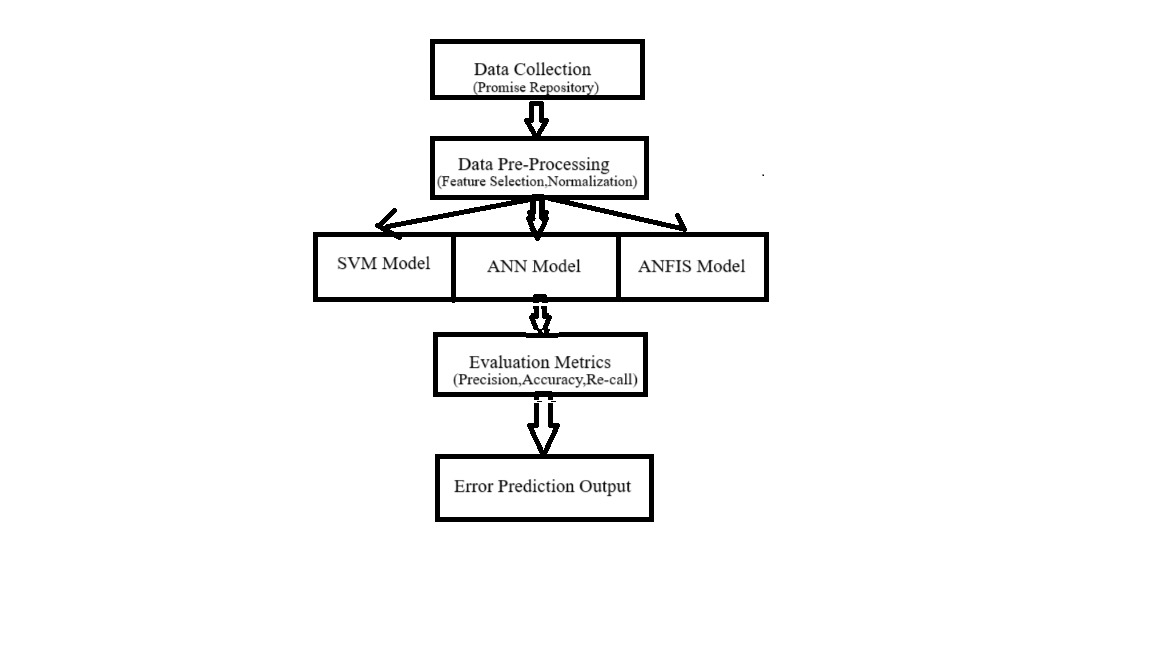 Data Collection
(Promise Repository)
Data Pre-Processing
(Feature Selection,Normalization)
SVM Model
ANN Model
ANFIS Model
Evaluation Metrics
(Precision,Accuracy,Re-call)
Error Prediction Output